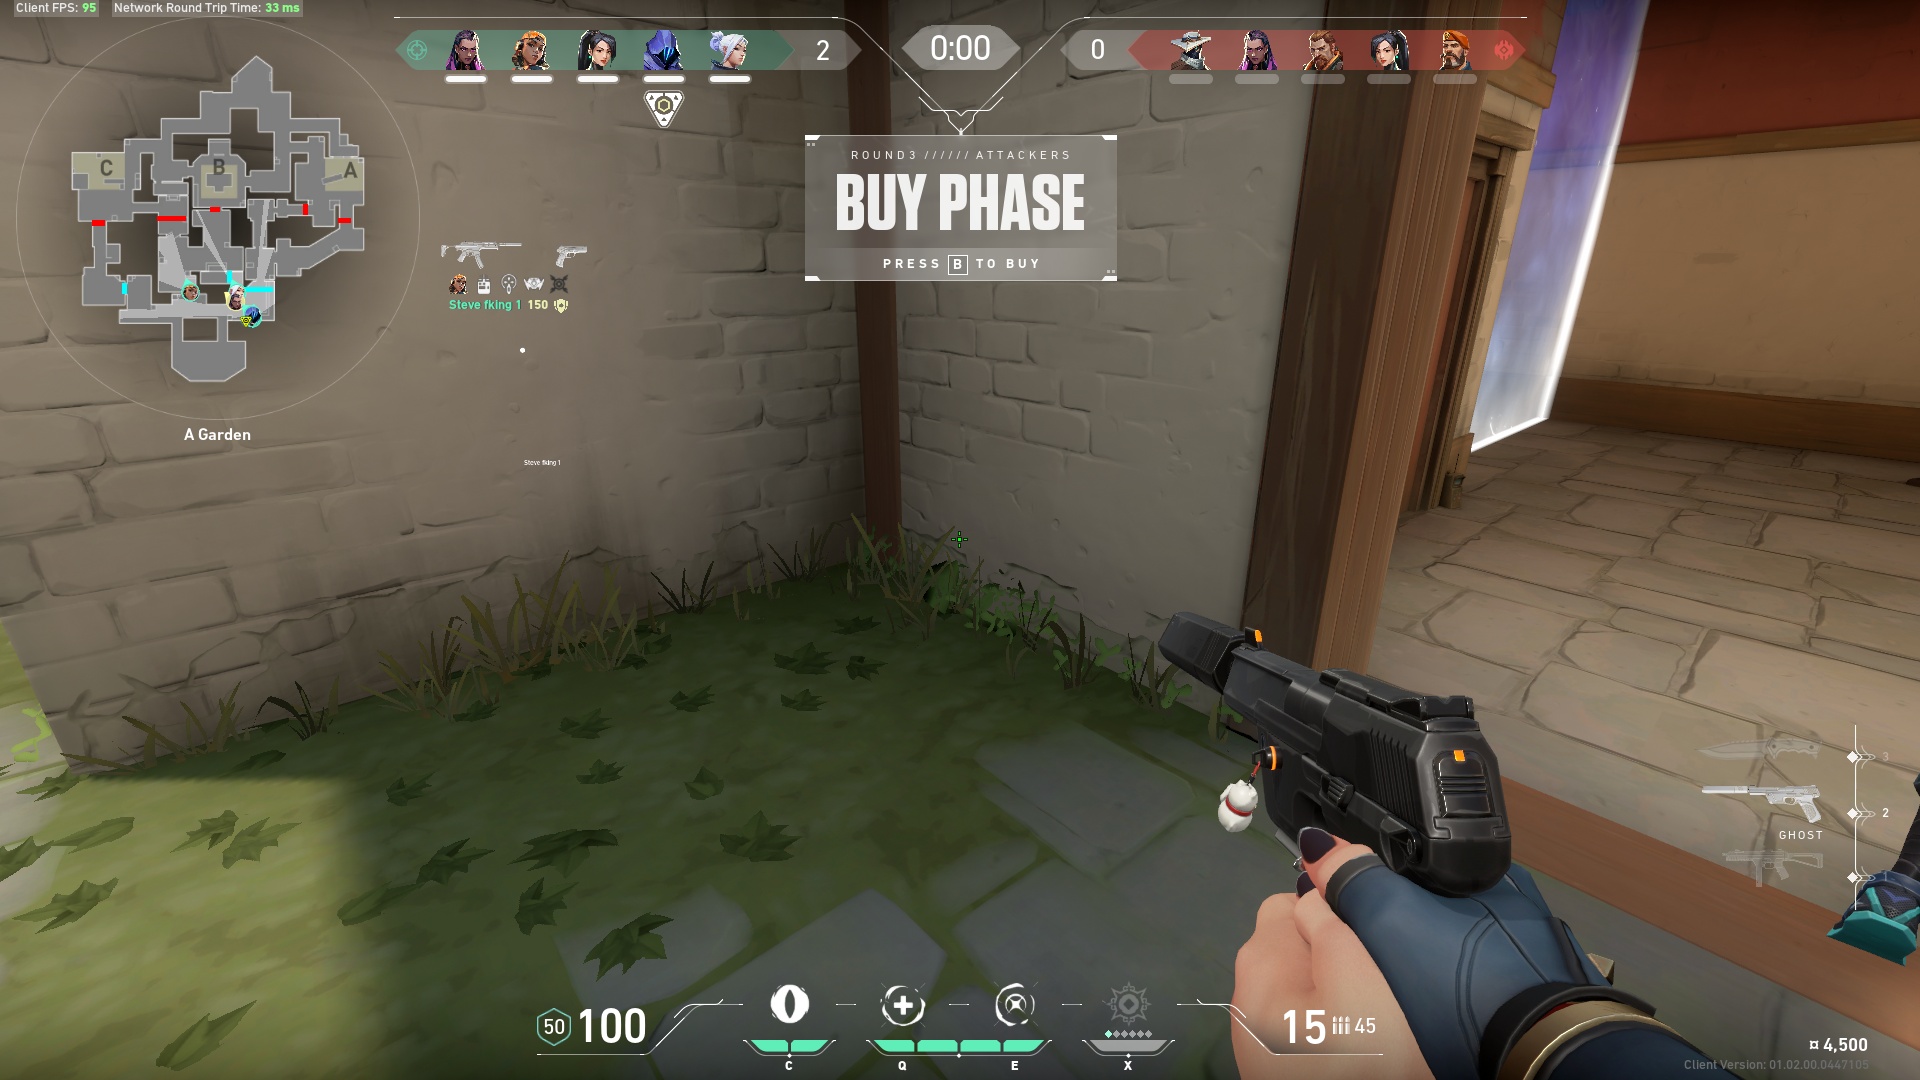 Client FPS: 95 Network Round Trip Time: 33 ms
2 0:00 0
ROUND3 ////// ATTACKERS
BUY PHASE
PRESS B TO BUY
C B A
Steve fking 1 150
A Garden
Steve fking 1
3
2
GHOST
1
50 100
15 45
C Q E X
¤ 4,500
Client Version: 01.02.00.0447105